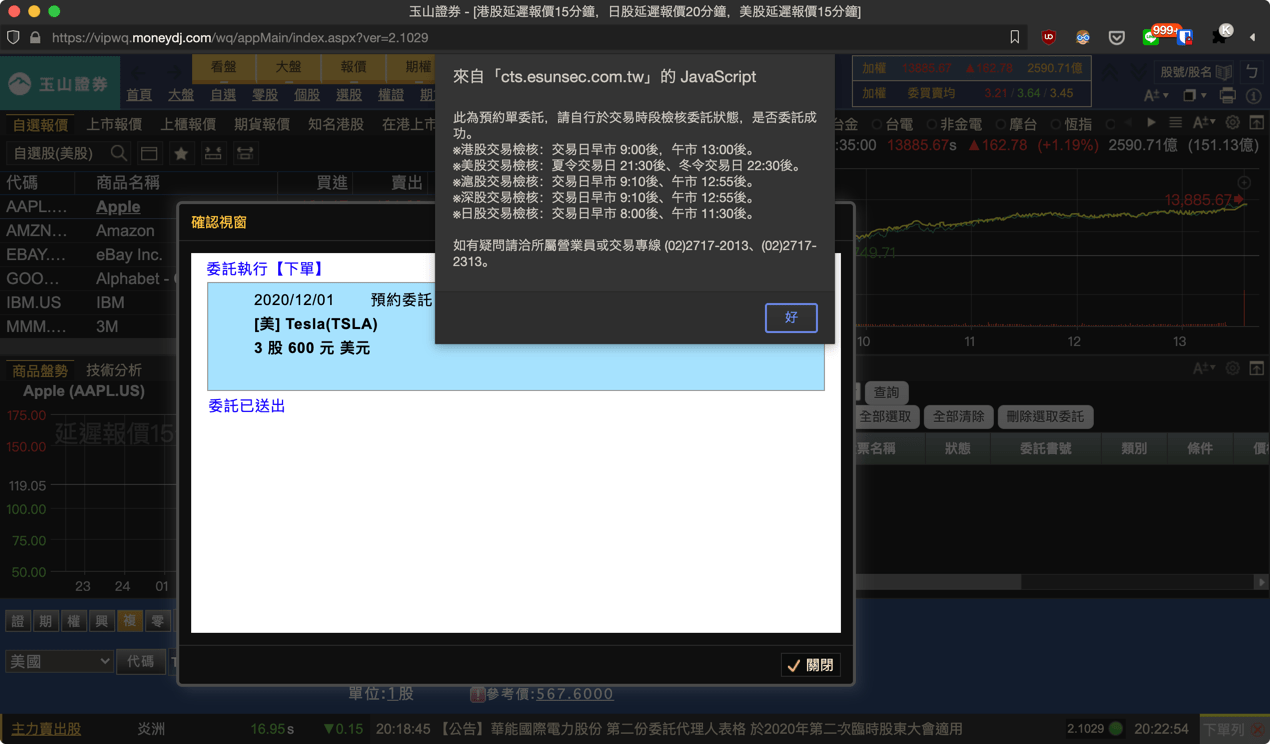 玉山證券 - [港股延遲報價15分鐘, 日股延遲報價20分鐘, 美股延遲報價15分鐘]
https://vipwq.moneydj.com/wq/appMain/index.aspx?ver=2.1029
999+
K
玉山證券
看盤 大盤 報價 期權
首頁 大盤 自選 零股 個股 選股 權證 期
加權 13885.67 ▲162.78 2590.71億
加權 委買賣均 3.21 / 3.64 / 3.45
股號/股名
自選報價 上市報價 上櫃報價 期貨報價 知名港股 在港上市
台金 台電 非金電 摩台 恆指
自選股(美股)
:35:00 13885.67s ▲162.78 (+1.19%) 2590.71億 (151.13億)
代碼 商品名稱 買進 賣出
AAPL.... Apple
AMZN... Amazon
EBAY.... eBay Inc.
GOO... Alphabet -
IBM.US IBM
MMM.... 3M
來自「cts.esunsec.com.tw」的 JavaScript
此為預約單委託，請自行於交易時段檢核委託狀態，是否委託成
功。
※港股交易檢核：交易日早市 9:00後，午市 13:00後。
※美股交易檢核：夏令交易日 21:30後、冬令交易日 22:30後。
※滬股交易檢核：交易日早市 9:10後、午市 12:55後。
※深股交易檢核：交易日早市 9:10後、午市 12:55後。
※日股交易檢核：交易日早市 8:00後、午市 11:30後。
如有疑問請洽所屬營業員或交易專線 (02)2717-2013、(02)2717-
2313。
好
確認視窗
委託執行【下單】
2020/12/01 預約委託
[美] Tesla(TSLA)
3 股 600 元 美元
委託已送出
關閉
13,885.67
749.71
10 11 12 13
商品盤勢 技術分析
Apple (AAPL.US)
延遲報價15
175.00
150.00
119.05
100.00
75.00
50.00
23 24 01
查詢
全部選取 全部清除 刪除選取委託
票名稱 狀態 委託書號 類別 條件
證 期 權 興 複 零
美國 代碼
單位:1股 參考價:567.6000
主力賣出股 炎洲 16.95s ▼0.15 20:18:45 【公告】華能國際電力股份 第二份委託代理人表格 於2020年第二次臨時股東大會適用 2.1029 20:22:54 下單列